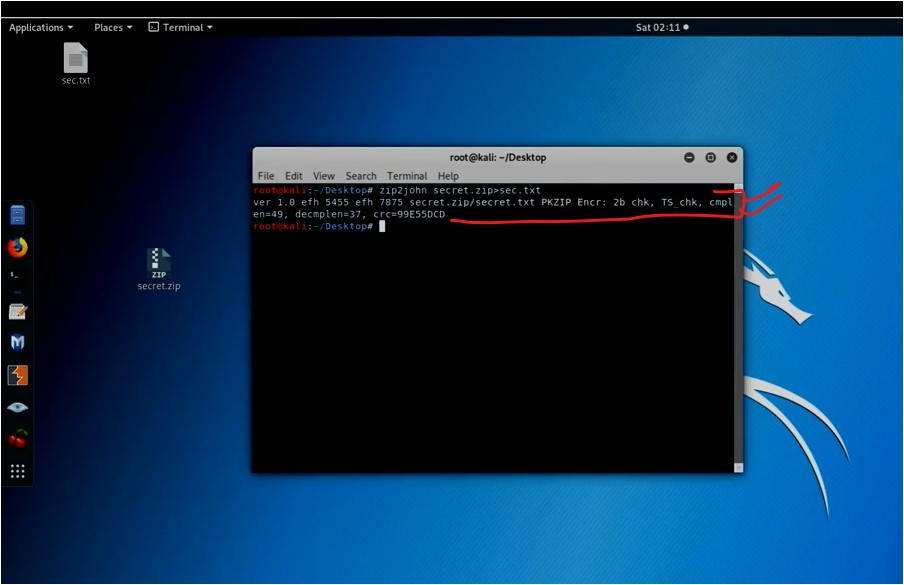 Applications Places Terminal Sat 02:11
sec.txt
root@kali: ~/Desktop
File Edit View Search Terminal Help
root@kali:~/Desktop# zip2john secret.zip>sec.txt
ver 1.0 efh 5455 efh 7875 secret.zip/secret.txt PKZIP Encr: 2b chk, TS_chk, cmpl
en=49, decmplen=37, crc=99E55DCD
root@kali:~/Desktop#
ZIP
secret.zip